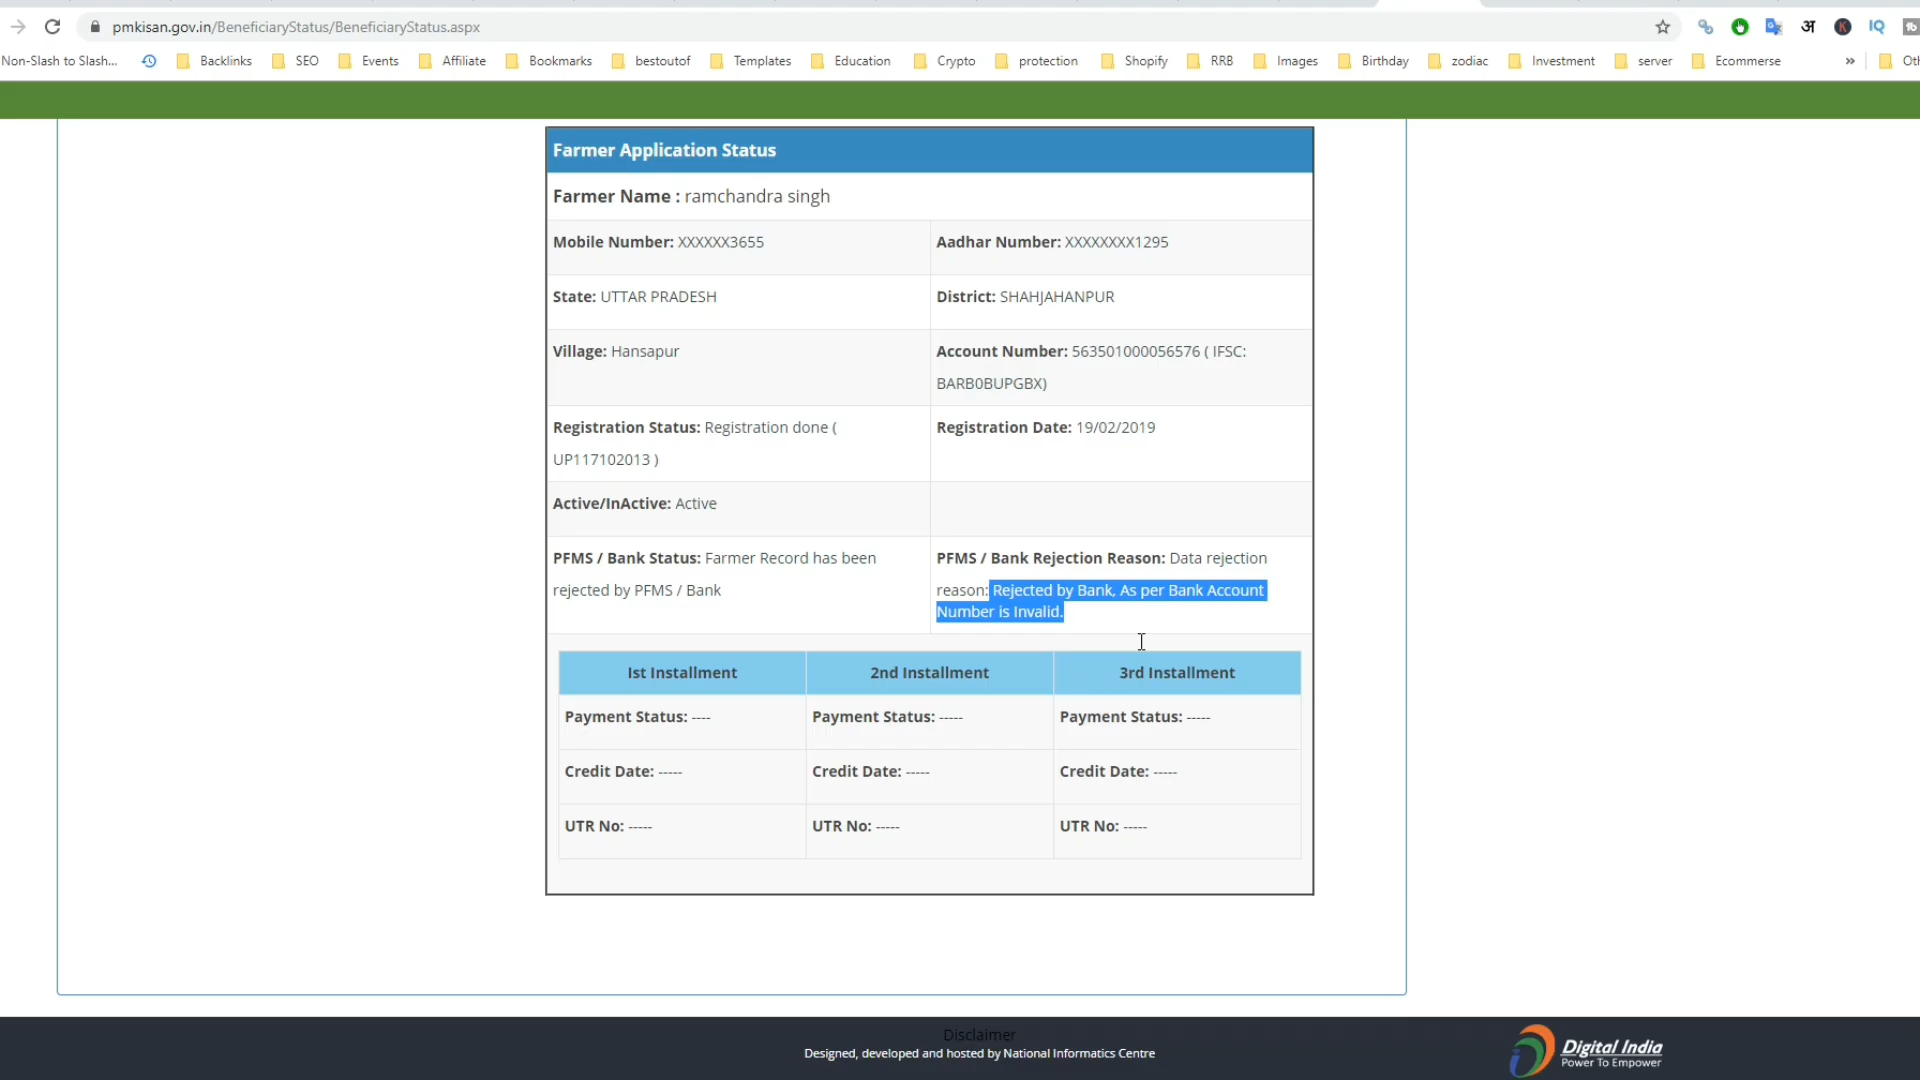 pmkisan.gov.in/BeneficiaryStatus/BeneficiaryStatus.aspx
अ K IQ
Non-Slash to Slash... Backlinks SEO Events Affiliate Bookmarks bestoutof Templates Education Crypto protection Shopify RRB Images Birthday zodiac Investment server Ecommerse »
Farmer Application Status
Farmer Name : ramchandra singh
Mobile Number: XXXXXX3655 Aadhar Number: XXXXXXXX1295
State: UTTAR PRADESH District: SHAHJAHANPUR
Village: Hansapur Account Number: 563501000056576 ( IFSC:
BARB0BUPGBX)
Registration Status: Registration done ( Registration Date: 19/02/2019
UP117102013 )
Active/InActive: Active
PFMS / Bank Status: Farmer Record has been PFMS / Bank Rejection Reason: Data rejection
rejected by PFMS / Bank reason: Rejected by Bank, As per Bank Account
Number is Invalid.
Ist Installment 2nd Installment 3rd Installment
Payment Status: ---- Payment Status: ----- Payment Status: -----
Credit Date: ----- Credit Date: ----- Credit Date: -----
UTR No: ----- UTR No: ----- UTR No: -----
Disclaimer
Designed, developed and hosted by National Informatics Centre
Digital India
Power To Empower